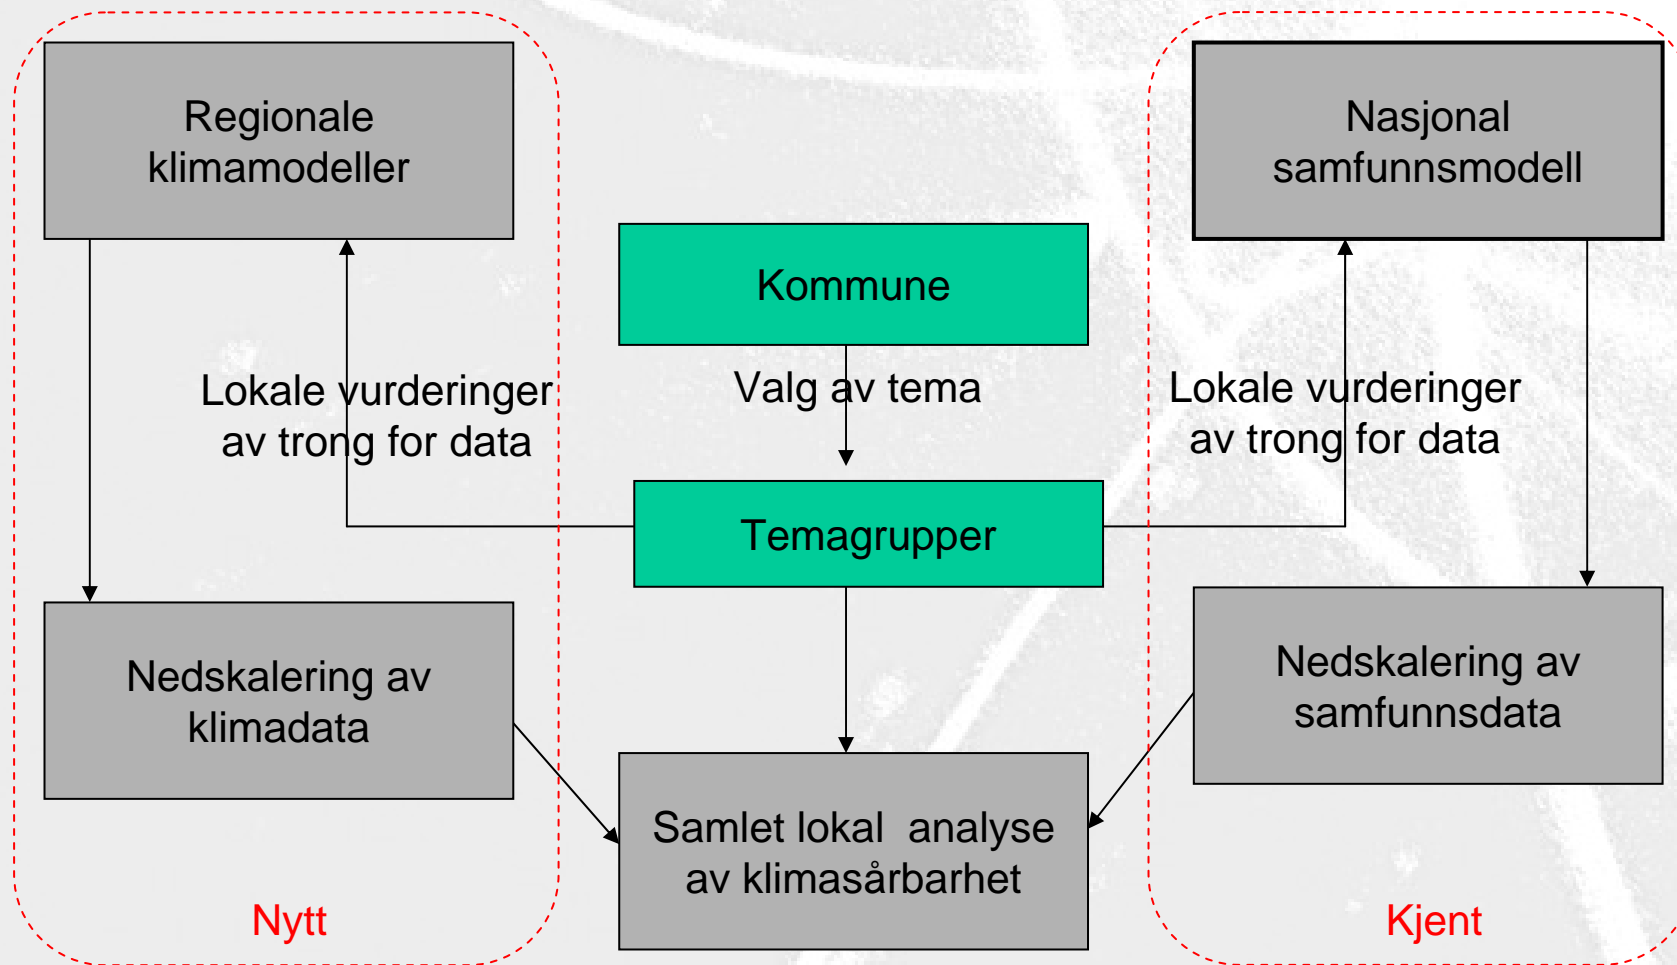 Regionale
klimamodeller
Nasjonal
samfunnsmodell
Kommune
Lokale vurderinger
av trong for data
Valg av tema
Lokale vurderinger
av trong for data
Temagrupper
Nedskalering av
klimadata
Nedskalering av
samfunnsdata
Samlet lokal  analyse
av klimasårbarhet
Nytt
Kjent